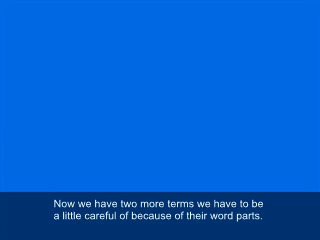 Now we have two more terms we have to be
a little careful of because of their word parts.